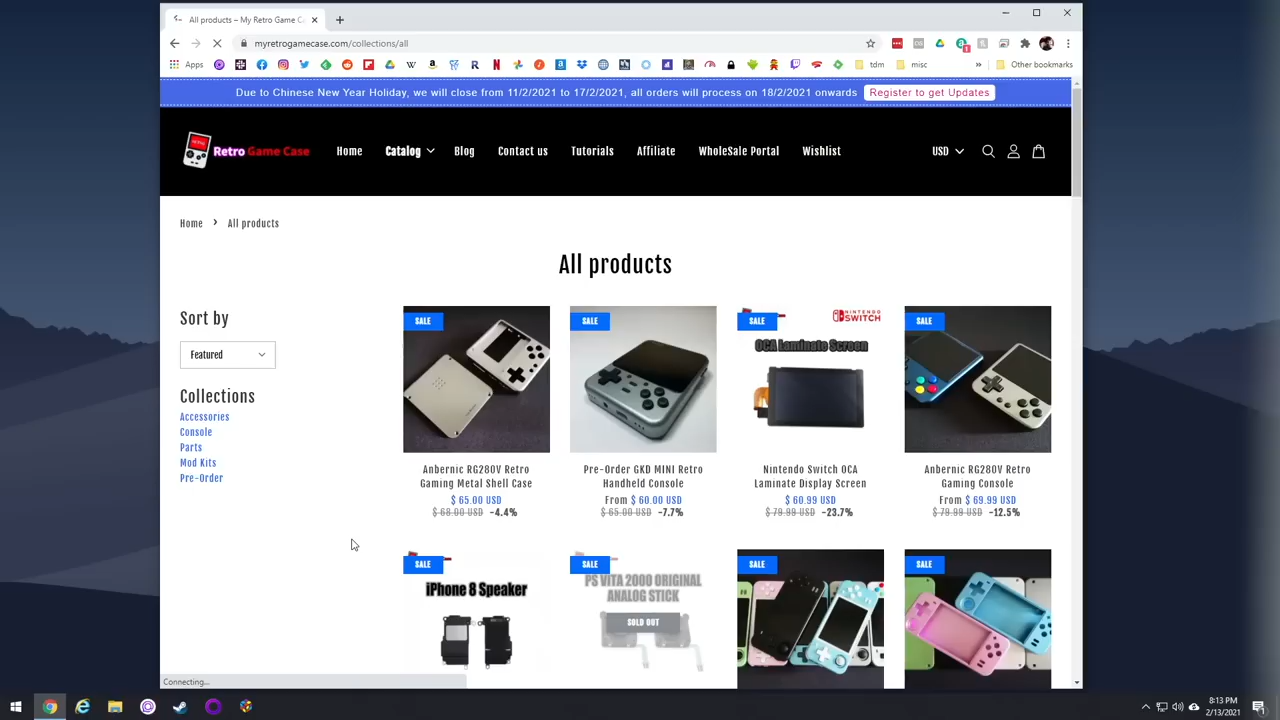 All products – My Retro Game Ca
myretrogamecase.com/collections/all
Apps
tdm
misc
»
Other bookmarks
Due to Chinese New Year Holiday, we will close from 11/2/2021 to 17/2/2021, all orders will process on 18/2/2021 onwards
Register to get Updates
Retro Game Case
Home
Catalog
Blog
Contact us
Tutorials
Affiliate
WholeSale Portal
Wishlist
USD
Home › All products
All products
Sort by
Featured
Collections
Accessories
Console
Parts
Mod Kits
Pre-Order
SALE
Anbernic RG280V Retro
Gaming Metal Shell Case
$ 65.00 USD
$ 68.00 USD -4.4%
SALE
Pre-Order GKD MINI Retro
Handheld Console
From $ 60.00 USD
$ 65.00 USD -7.7%
SALE
NINTENDO
SWITCH
OCA Laminate Screen
Nintendo Switch OCA
Laminate Display Screen
$ 60.99 USD
$ 79.99 USD -23.7%
SALE
Anbernic RG280V Retro
Gaming Console
From $ 69.99 USD
$ 79.99 USD -12.5%
SALE
iPhone 8 Speaker
SALE
PS VITA 2000 ORIGINAL
ANALOG STICK
SOLD OUT
SALE
SALE
Connecting...
8:13 PM
2/13/2021